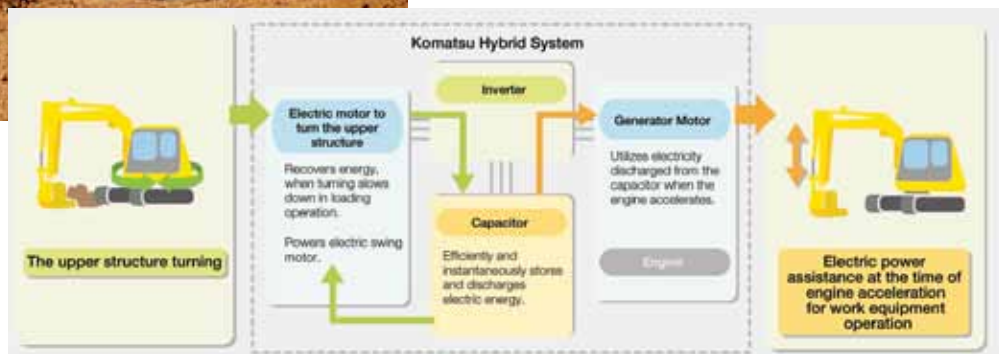 Komatsu Hybrid System
The upper structure turning
Electric motor to
turn the upper
structure
Recovers energy,
when turning slows
down in loading
operation.
Powers electric swing
motor.
Inverter
Capacitor
Efficiently and
instantaneously stores
and discharges
electric energy.
Generator Motor
Utilizes electricity
discharged from the
capacitor when the
engine accelerates.
Engine
Electric power
assistance at the time of
engine acceleration
for work equipment
operation